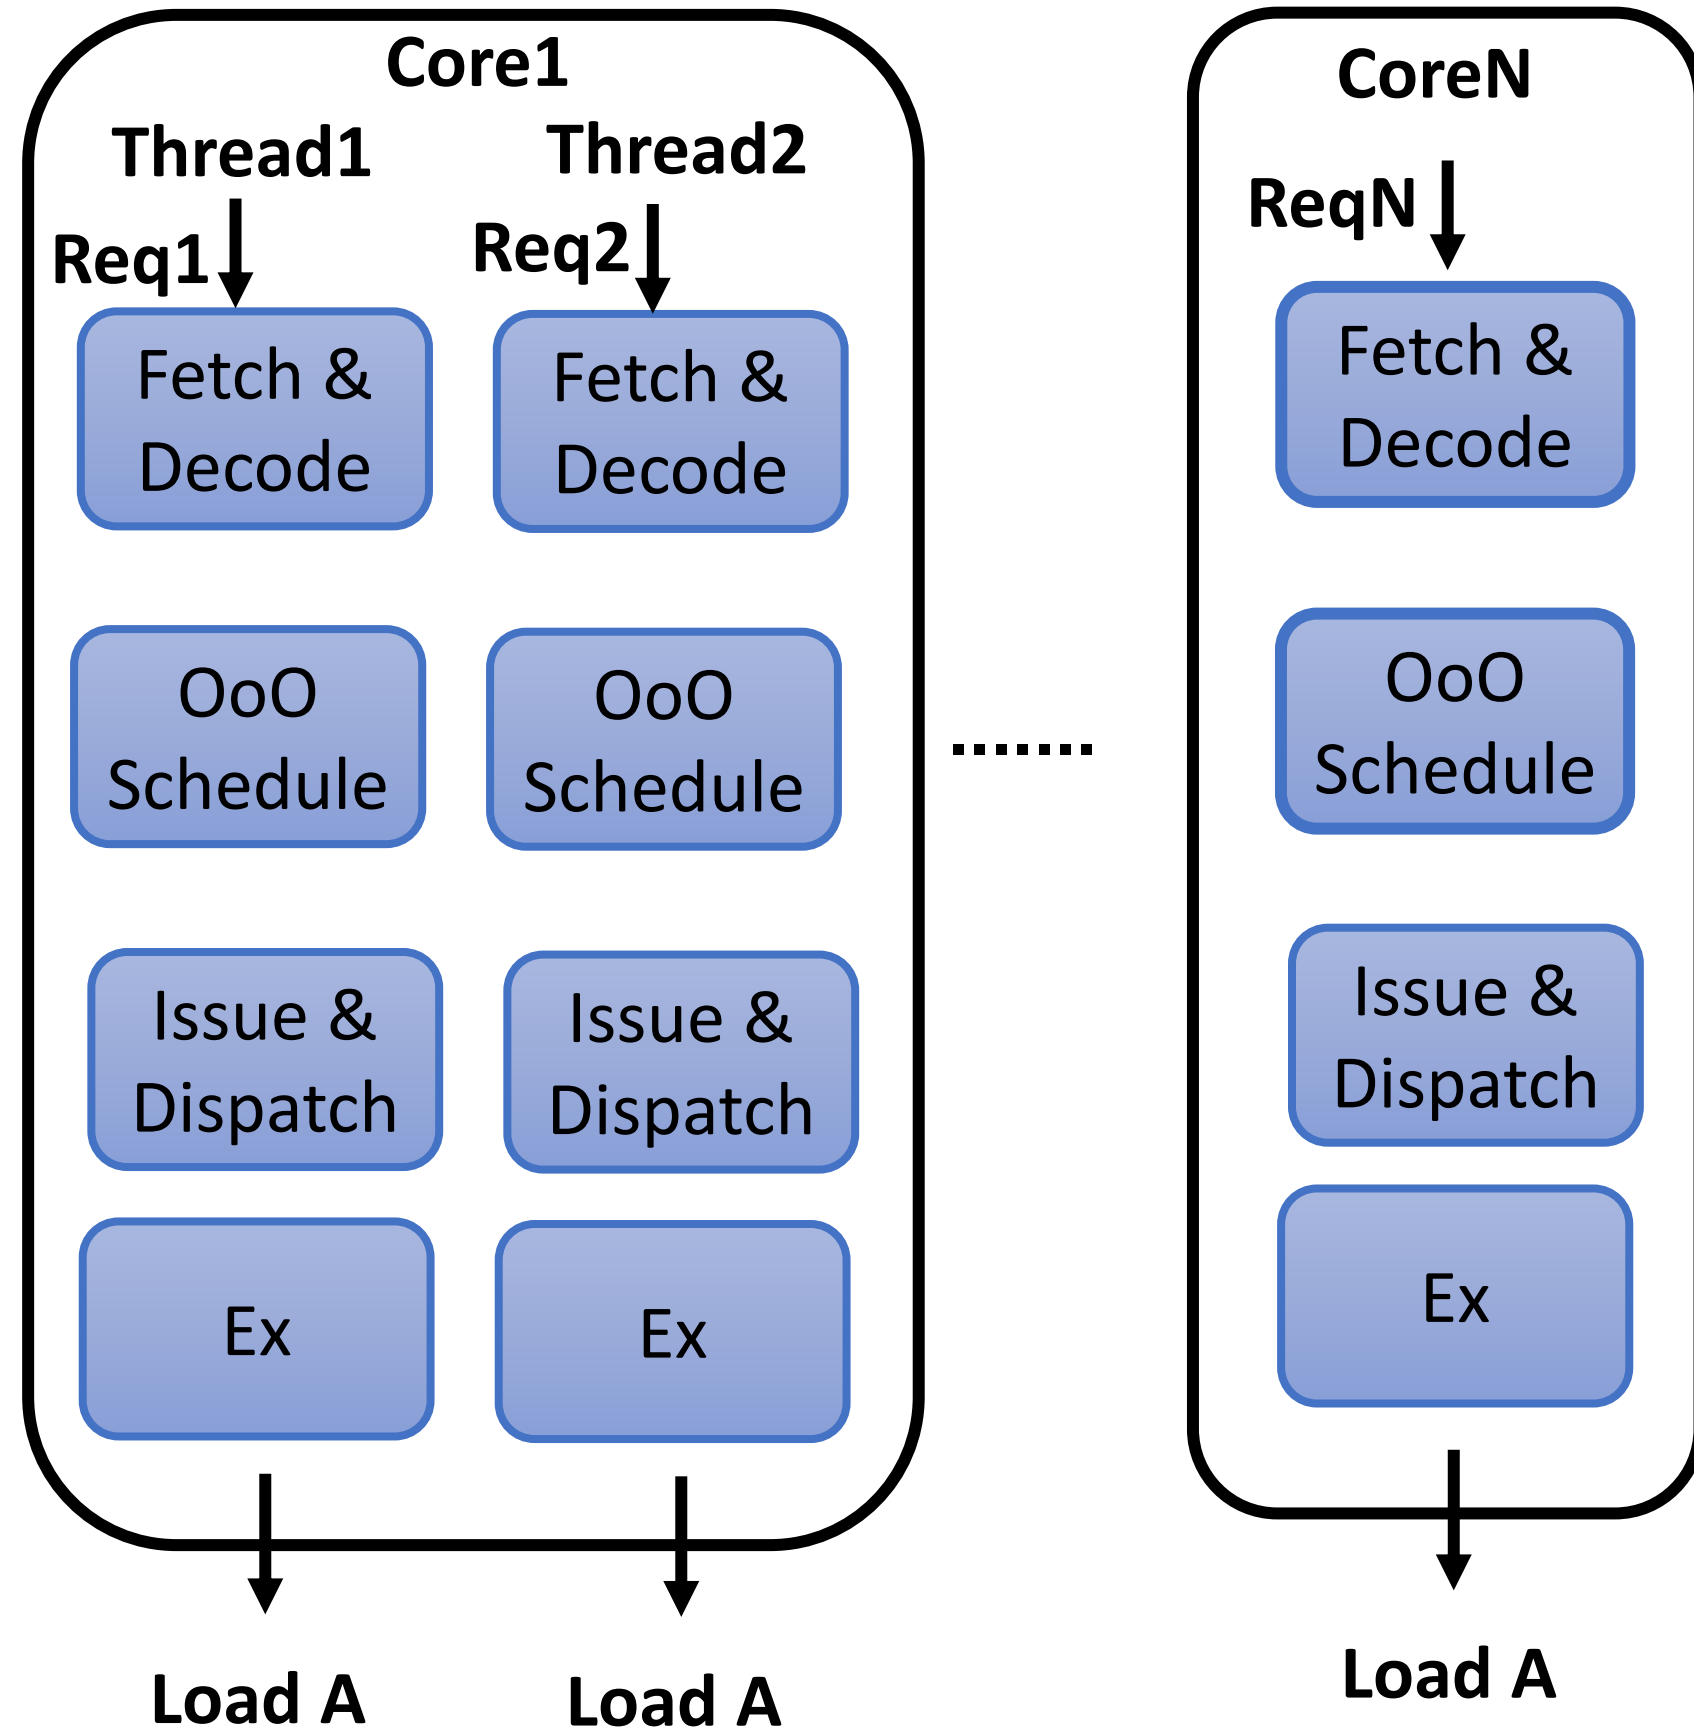 Core1
Thread1
Thread2
Req1
Req2
Fetch &
Decode
Fetch &
Decode
OoO
Schedule
OoO
Schedule
Issue &
Dispatch
Issue &
Dispatch
Ex
Ex
Load A
Load A
CoreN
ReqN
Fetch &
Decode
OoO
Schedule
Issue &
Dispatch
Ex
Load A